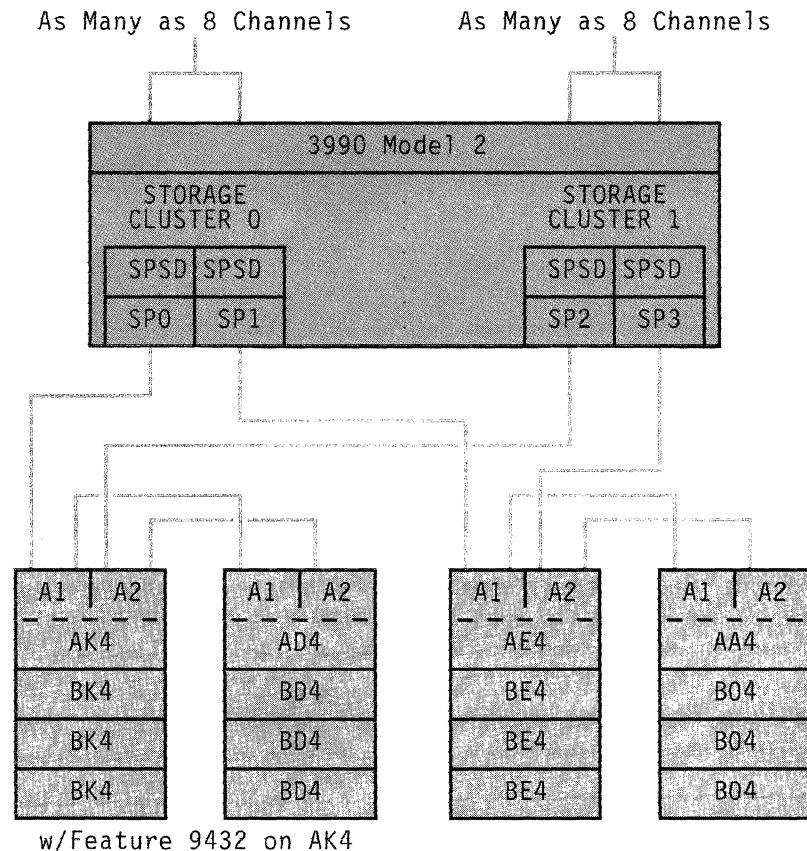 As Many as 8 Channels As Many as 8 Channels
3990 Model 2
STORAGE STORAGE
CLUSTER 0 CLUSTER 1
SPSD SPSD SPSD SPSD
SP0 SP1 SP2 SP3
A1 A2 A1 A2 A1 A2 A1 A2
AK4 AD4 AE4 AA4
BK4 BD4 BE4 B04
BK4 BD4 BE4 B04
BK4 BD4 BE4 B04
w/Feature 9432 on AK4